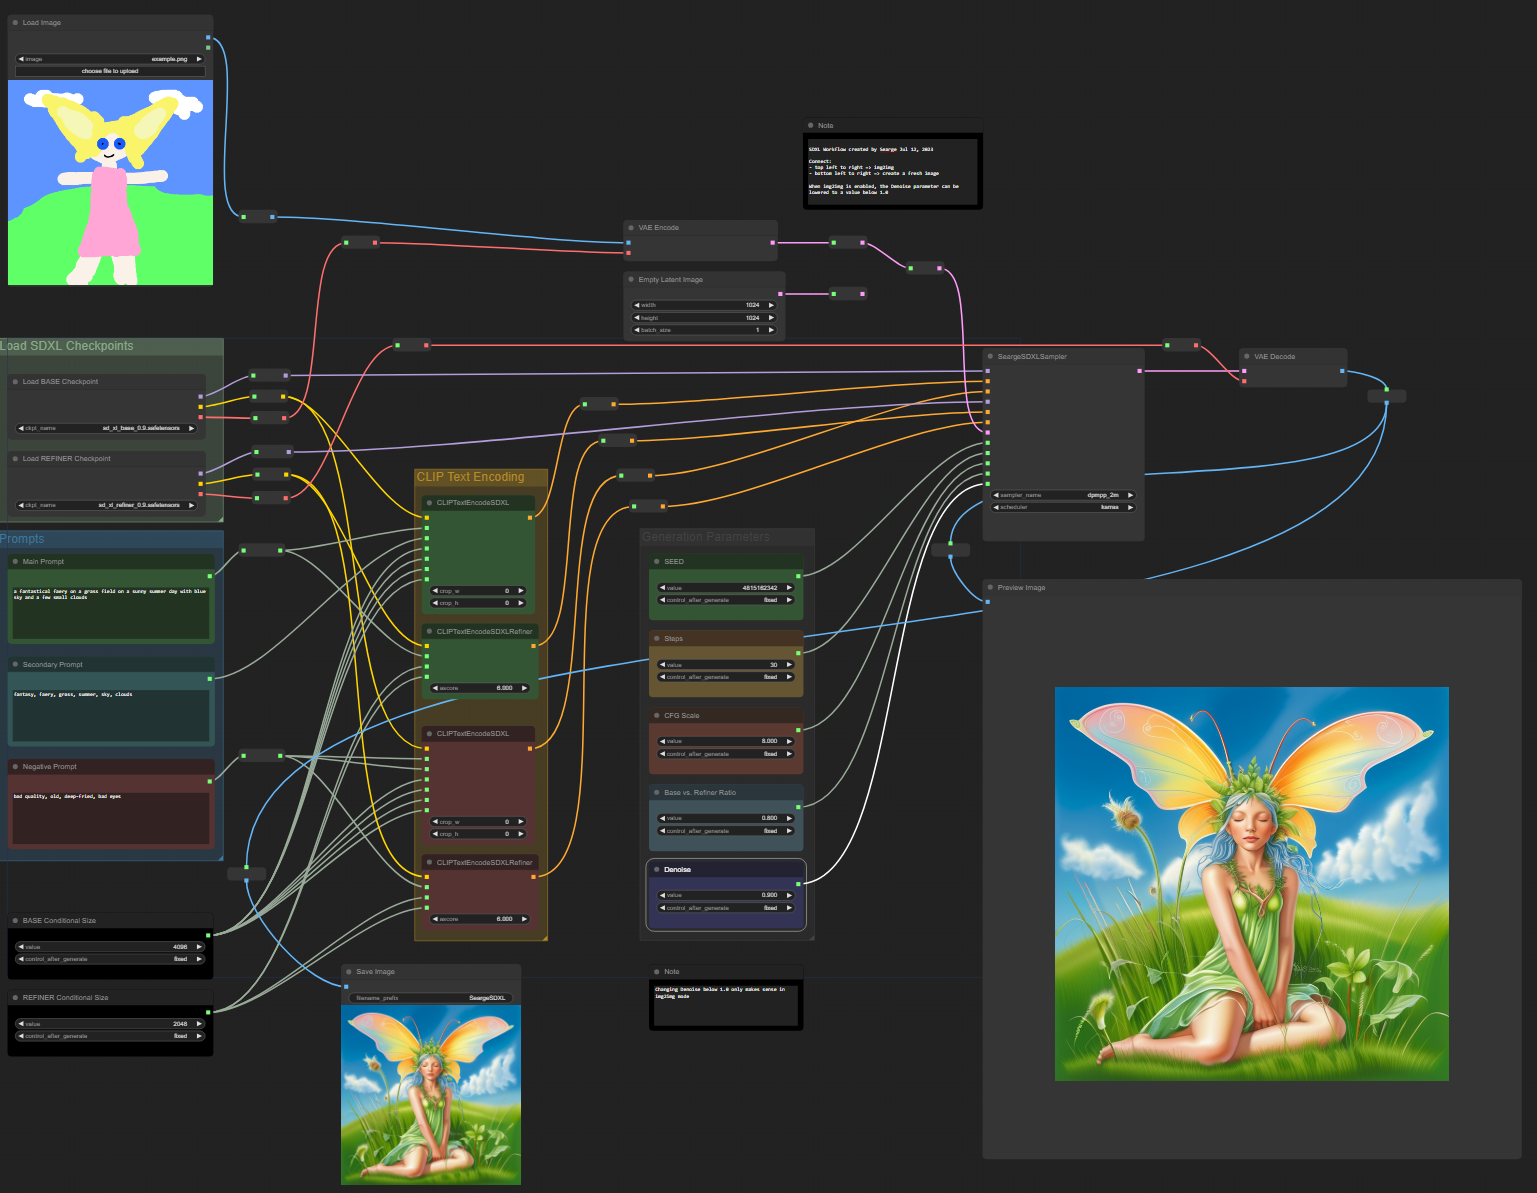 Load Image
image
example.png
choose file to upload
Note
SDXL Workflow created by Searge Jul 12, 2023
Connect:
- top left to right => img2img
- bottom left to right => create a fresh image
When img2img is enabled, the Denoise parameter can be
lowered to a value below 1.0
VAE Encode
Empty Latent Image
width 1024
height 1024
batch_size 1
Load SDXL Checkpoints
Load BASE Checkpoint
ckpt_name sd_xl_base_0.9.safetensors
Load REFINER Checkpoint
ckpt_name sd_xl_refiner_0.9.safetensors
SeargeSDXLSampler
sampler_name dpmpp_2m
scheduler karras
VAE Decode
CLIP Text Encoding
CLIPTextEncodeSDXL
crop_w 0
crop_h 0
CLIPTextEncodeSDXLRefiner
ascore 6.000
CLIPTextEncodeSDXL
crop_w 0
crop_h 0
CLIPTextEncodeSDXLRefiner
ascore 6.000
Prompts
Main Prompt
a fantastical faery on a grass field on a sunny summer day with blue
sky and a few small clouds
Secondary Prompt
fantasy, faery, grass, summer, sky, clouds
Negative Prompt
bad quality, old, deep-fried, bad eyes
Generation Parameters
SEED
value 4815162342
control_after_generate fixed
Steps
value 30
control_after_generate fixed
CFG Scale
value 6.000
control_after_generate fixed
Base vs. Refiner Ratio
value 0.800
control_after_generate fixed
Denoise
value 0.900
control_after_generate fixed
Preview Image
BASE Conditional Size
value 4096
control_after_generate fixed
REFINER Conditional Size
value 2048
control_after_generate fixed
Save Image
filename_prefix SeargeSDXL
Note
Changing Denoise below 1.0 only makes sense in
img2img mode